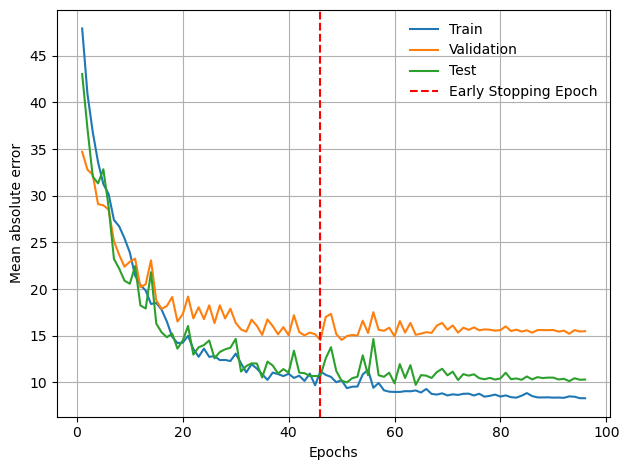 Train
Validation
Test
Early Stopping Epoch
45
40
35
30
25
20
15
10
Mean absolute error
0 20 40 60 80 100
Epochs